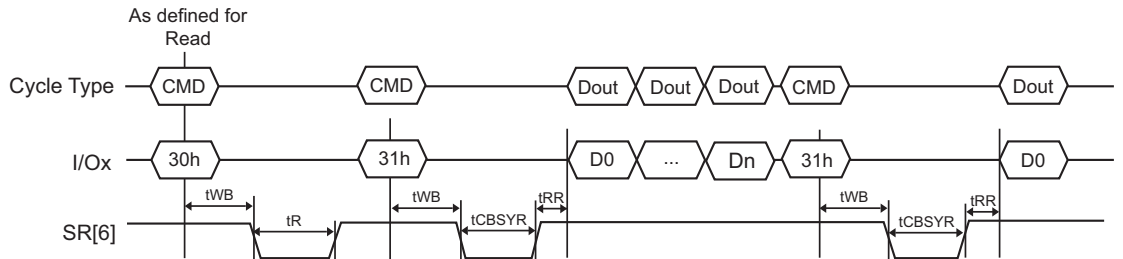 As defined for
Read
Cycle Type CMD CMD Dout Dout Dout CMD Dout
I/Ox 30h 31h D0 ... Dn 31h D0
tWB tWB tRR tWB tRR
SR[6] tR tCBSYR tCBSYR